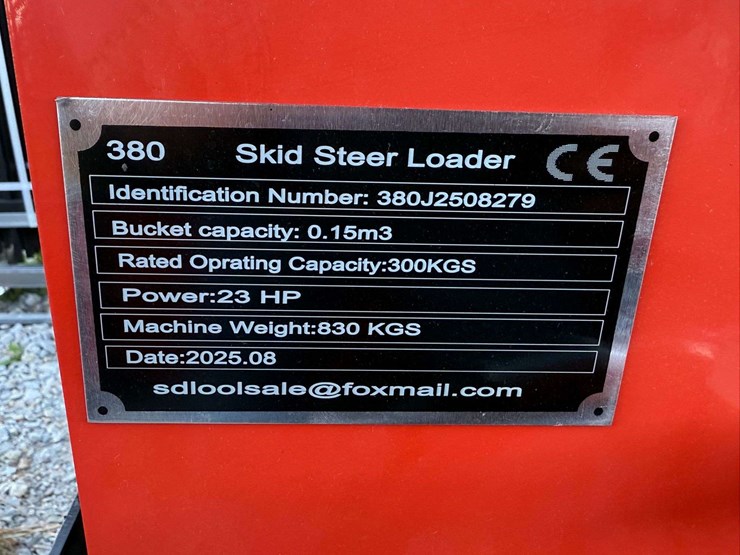 380 Skid Steer Loader CE
Identification Number: 380J2508279
Bucket capacity: 0.15m3
Rated Oprating Capacity:300KGS
Power:23 HP
Machine Weight:830 KGS
Date:2025.08
sdloolsale@foxmail.com